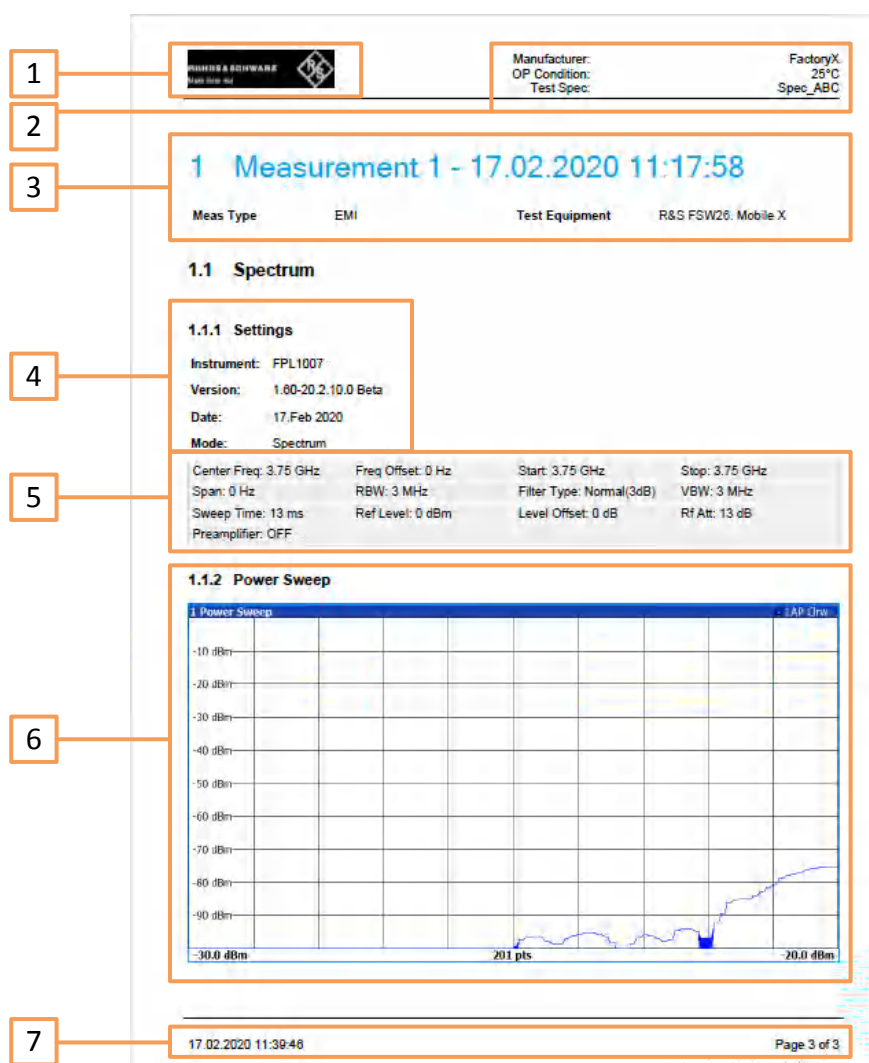 1
ROHDE & SCHWARZ
Manufacturer: FactoryX
OP Condition: 25°C
Test Spec: Spec_ABC
2
3
1 Measurement 1 - 17.02.2020 11:17:58
Meas Type EMI Test Equipment R&S FSW26. Mobile X
1.1 Spectrum
4
1.1.1 Settings
Instrument: FPL1007
Version: 1.60-20.2.10.0 Beta
Date: 17.Feb 2020
Mode: Spectrum
5
Center Freq: 3.75 GHz Freq Offset: 0 Hz Start: 3.75 GHz Stop: 3.75 GHz
Span: 0 Hz RBW: 3 MHz Filter Type: Normal(3dB) VBW: 3 MHz
Sweep Time: 13 ms Ref Level: 0 dBm Level Offset: 0 dB Rf Att: 13 dB
Preamplifier: OFF
6
1.1.2 Power Sweep
1 Power Sweep 1AP Clrw
-10 dBm
-20 dBm
-30 dBm
-40 dBm
-50 dBm
-60 dBm
-70 dBm
-80 dBm
-90 dBm
-30.0 dBm 201 pts -20.0 dBm
7
17.02.2020 11:39:46 Page 3 of 3